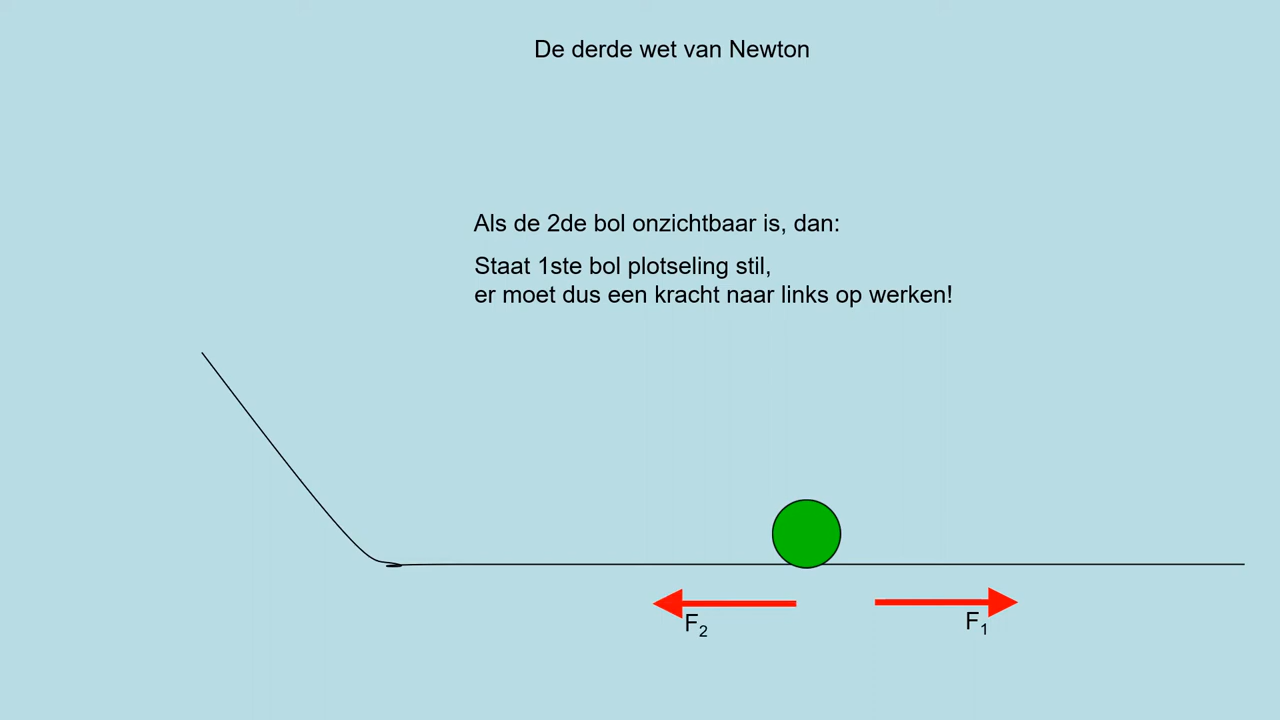 De derde wet van Newton
Als de 2de bol onzichtbaar is, dan:
Staat 1ste bol plotseling stil,
er moet dus een kracht naar links op werken!
F₂
F₁